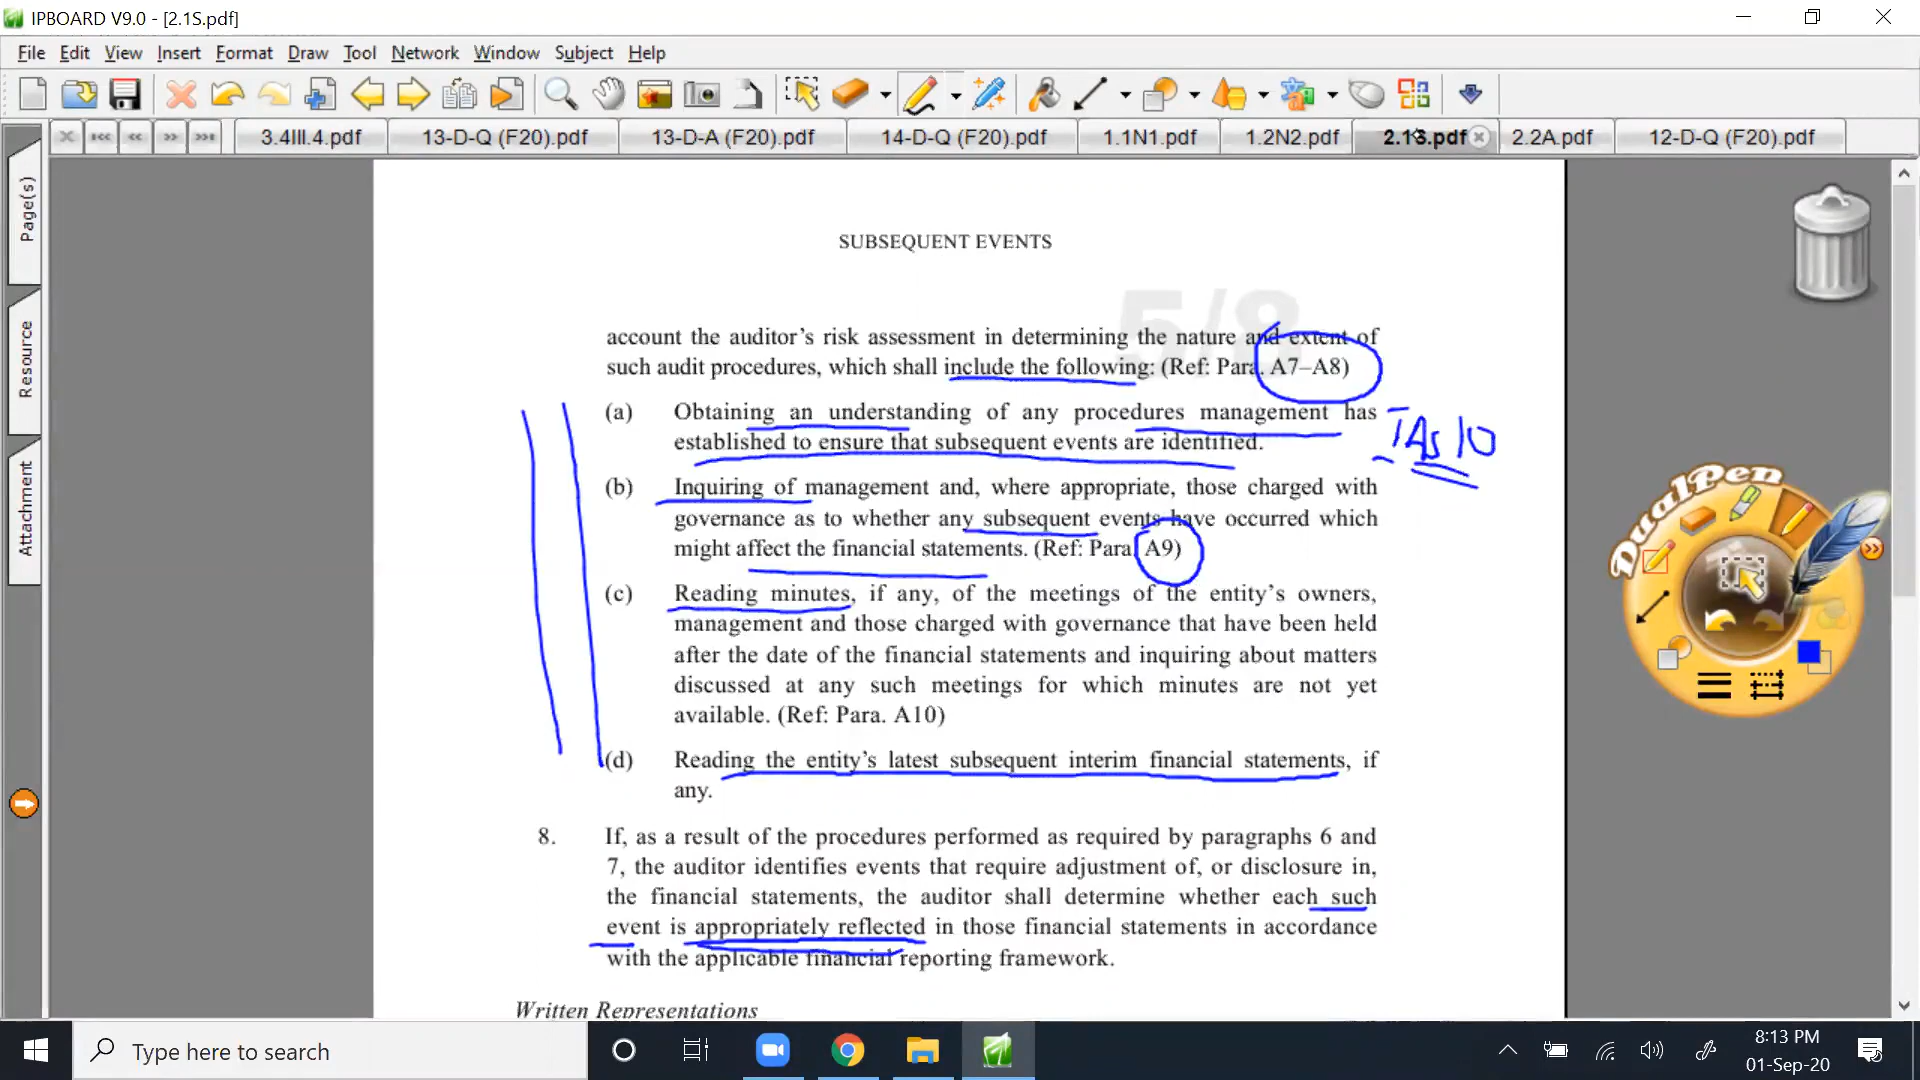 IPBOARD V9.0 - [2.1S.pdf]
File Edit View Insert Format Draw Tool Network Window Subject Help
3.4III.4.pdf 13-D-Q (F20).pdf 13-D-A (F20).pdf 14-D-Q (F20).pdf 1.1N1.pdf 1.2N2.pdf 2.1S.pdf 2.2A.pdf 12-D-Q (F20).pdf
Page(s)
Resource
Attachment
SUBSEQUENT EVENTS
5/8
account the auditor's risk assessment in determining the nature and extent of
such audit procedures, which shall include the following: (Ref: Para. A7–A8)
(a) Obtaining an understanding of any procedures management has
established to ensure that subsequent events are identified.
IAS 10
(b) Inquiring of management and, where appropriate, those charged with
governance as to whether any subsequent events have occurred which
might affect the financial statements. (Ref: Para. A9)
(c) Reading minutes, if any, of the meetings of the entity's owners,
management and those charged with governance that have been held
after the date of the financial statements and inquiring about matters
discussed at any such meetings for which minutes are not yet
available. (Ref: Para. A10)
(d) Reading the entity's latest subsequent interim financial statements, if
any.
8. If, as a result of the procedures performed as required by paragraphs 6 and
7, the auditor identifies events that require adjustment of, or disclosure in,
the financial statements, the auditor shall determine whether each such
event is appropriately reflected in those financial statements in accordance
with the applicable financial reporting framework.
Written Representations
DualPen
Type here to search
8:13 PM
01-Sep-20